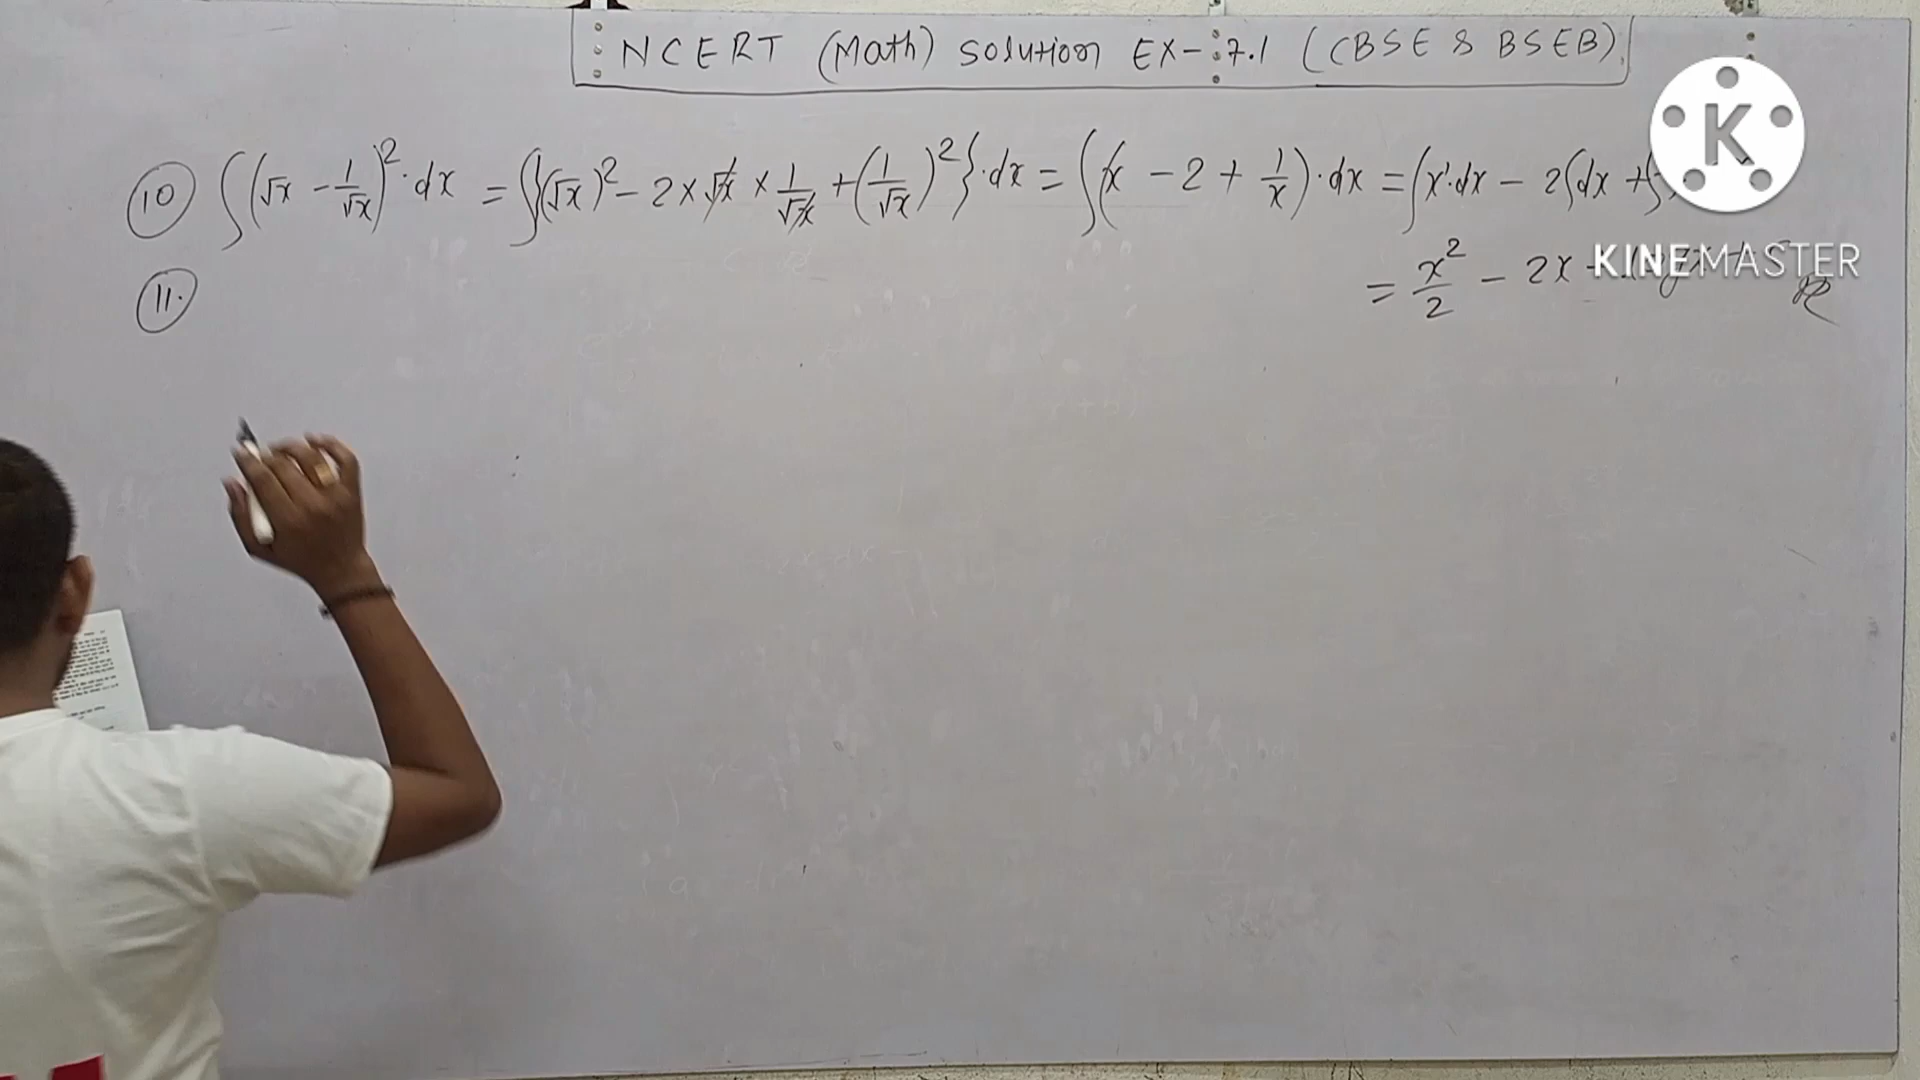 NCERT (Math) Solution EX-7.1 (CBSE & BSEB)
K
KINEMASTER
10 ∫(√x - 1/√x)²·dx = ∫{(√x)² - 2×√x × 1/√x + (1/√x)²}·dx = ∫(x - 2 + 1/x)·dx = ∫x¹·dx - 2∫dx + ∫
= x²/2 - 2x
11.